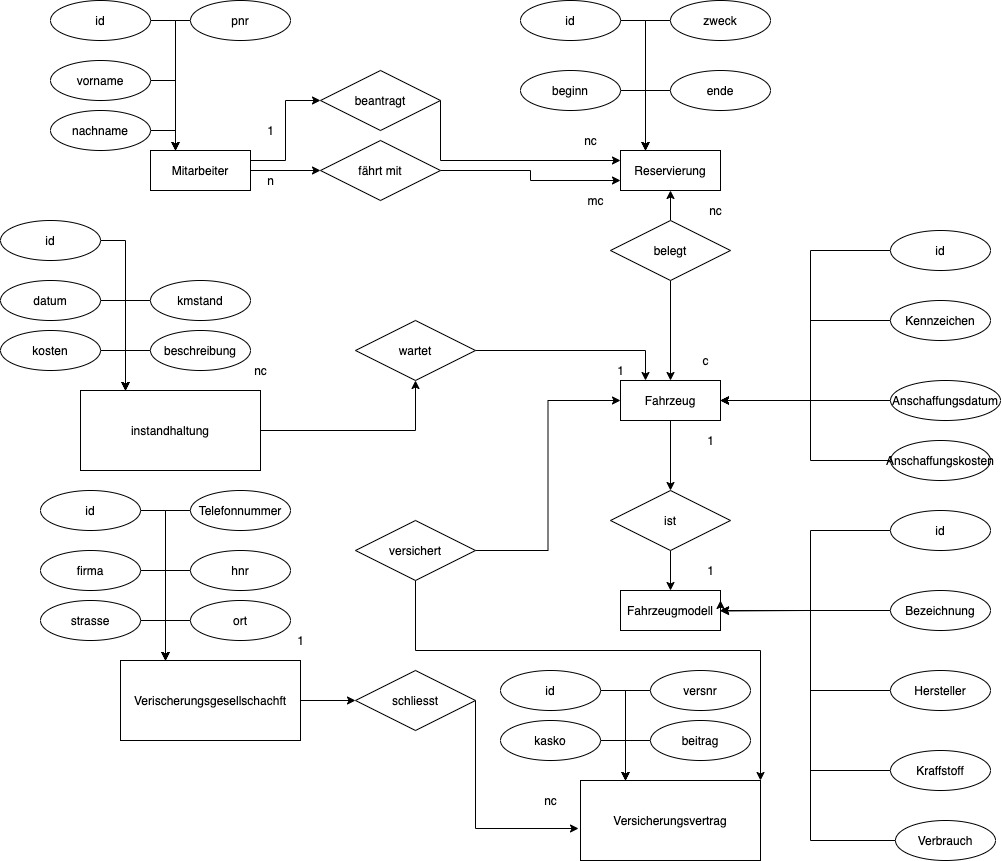 id
pnr
id
zweck
vorname
beginn
ende
beantragt
nachname
1
nc
Mitarbeiter
fährt mit
Reservierung
n
mc
nc
id
belegt
id
datum
kmstand
Kennzeichen
kosten
beschreibung
wartet
nc
1
c
Fahrzeug
Anschaffungsdatum
instandhaltung
1
Anschaffungskosten
id
Telefonnummer
ist
id
versichert
firma
hnr
1
strasse
ort
Fahrzeugmodell
Bezeichnung
1
Verischerungsgesellschachft
schliesst
id
versnr
Hersteller
kasko
beitrag
Kraffstoff
nc
Versicherungsvertrag
Verbrauch